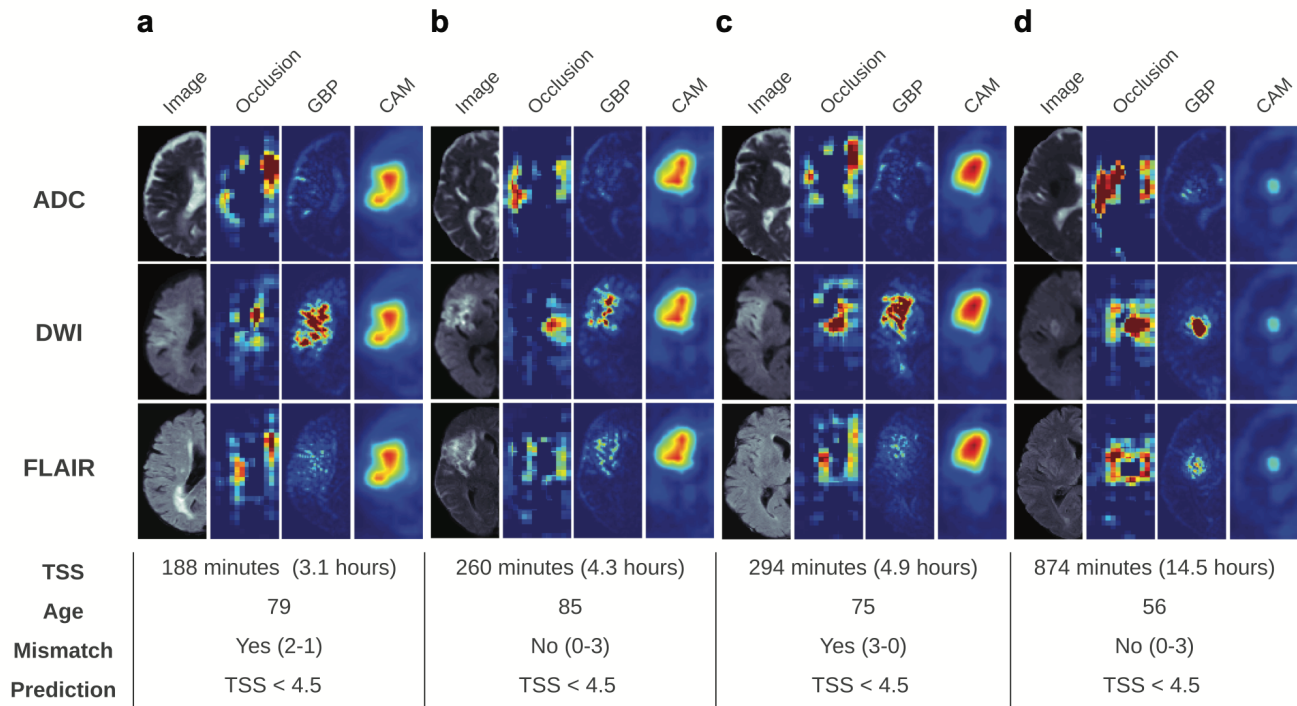 a b c d
Image Occlusion GBP CAM Image Occlusion GBP CAM Image Occlusion GBP CAM Image Occlusion GBP CAM
ADC
DWI
FLAIR
TSS 188 minutes (3.1 hours) 260 minutes (4.3 hours) 294 minutes (4.9 hours) 874 minutes (14.5 hours)
Age 79 85 75 56
Mismatch Yes (2-1) No (0-3) Yes (3-0) No (0-3)
Prediction TSS < 4.5 TSS < 4.5 TSS < 4.5 TSS < 4.5